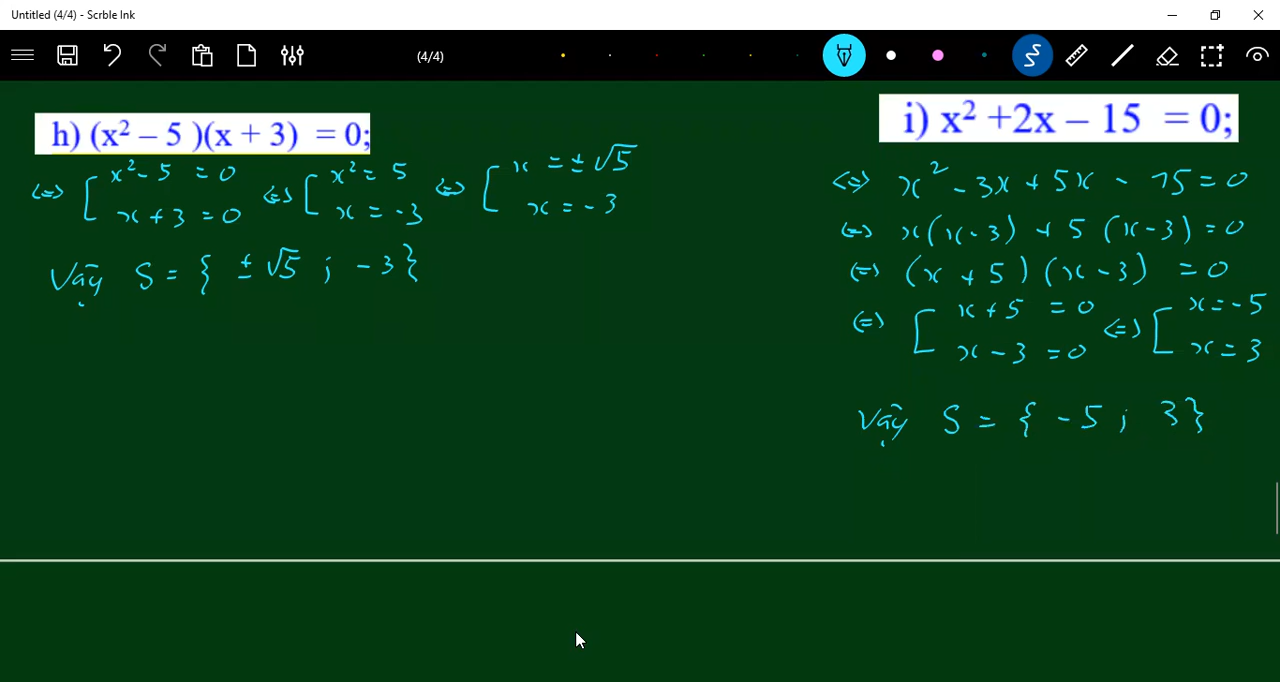 Untitled (4/4) - Scrble Ink
(4/4)
h) (x² – 5 )(x + 3) = 0;
⇔ [ x² - 5 = 0 ⇔ [ x² = 5 ⇔ [ x = ± √5
x + 3 = 0 x = -3 x = -3
Vậy S = { ± √5 ; -3}
i) x² +2x – 15 = 0;
⇔ x² - 3x + 5x - 15 = 0
⇔ x(x - 3) + 5 (x - 3) = 0
⇔ (x + 5) (x - 3) = 0
⇔ [ x + 5 = 0 ⇔ [ x = -5
x - 3 = 0 x = 3
Vậy S = { -5 ; 3}